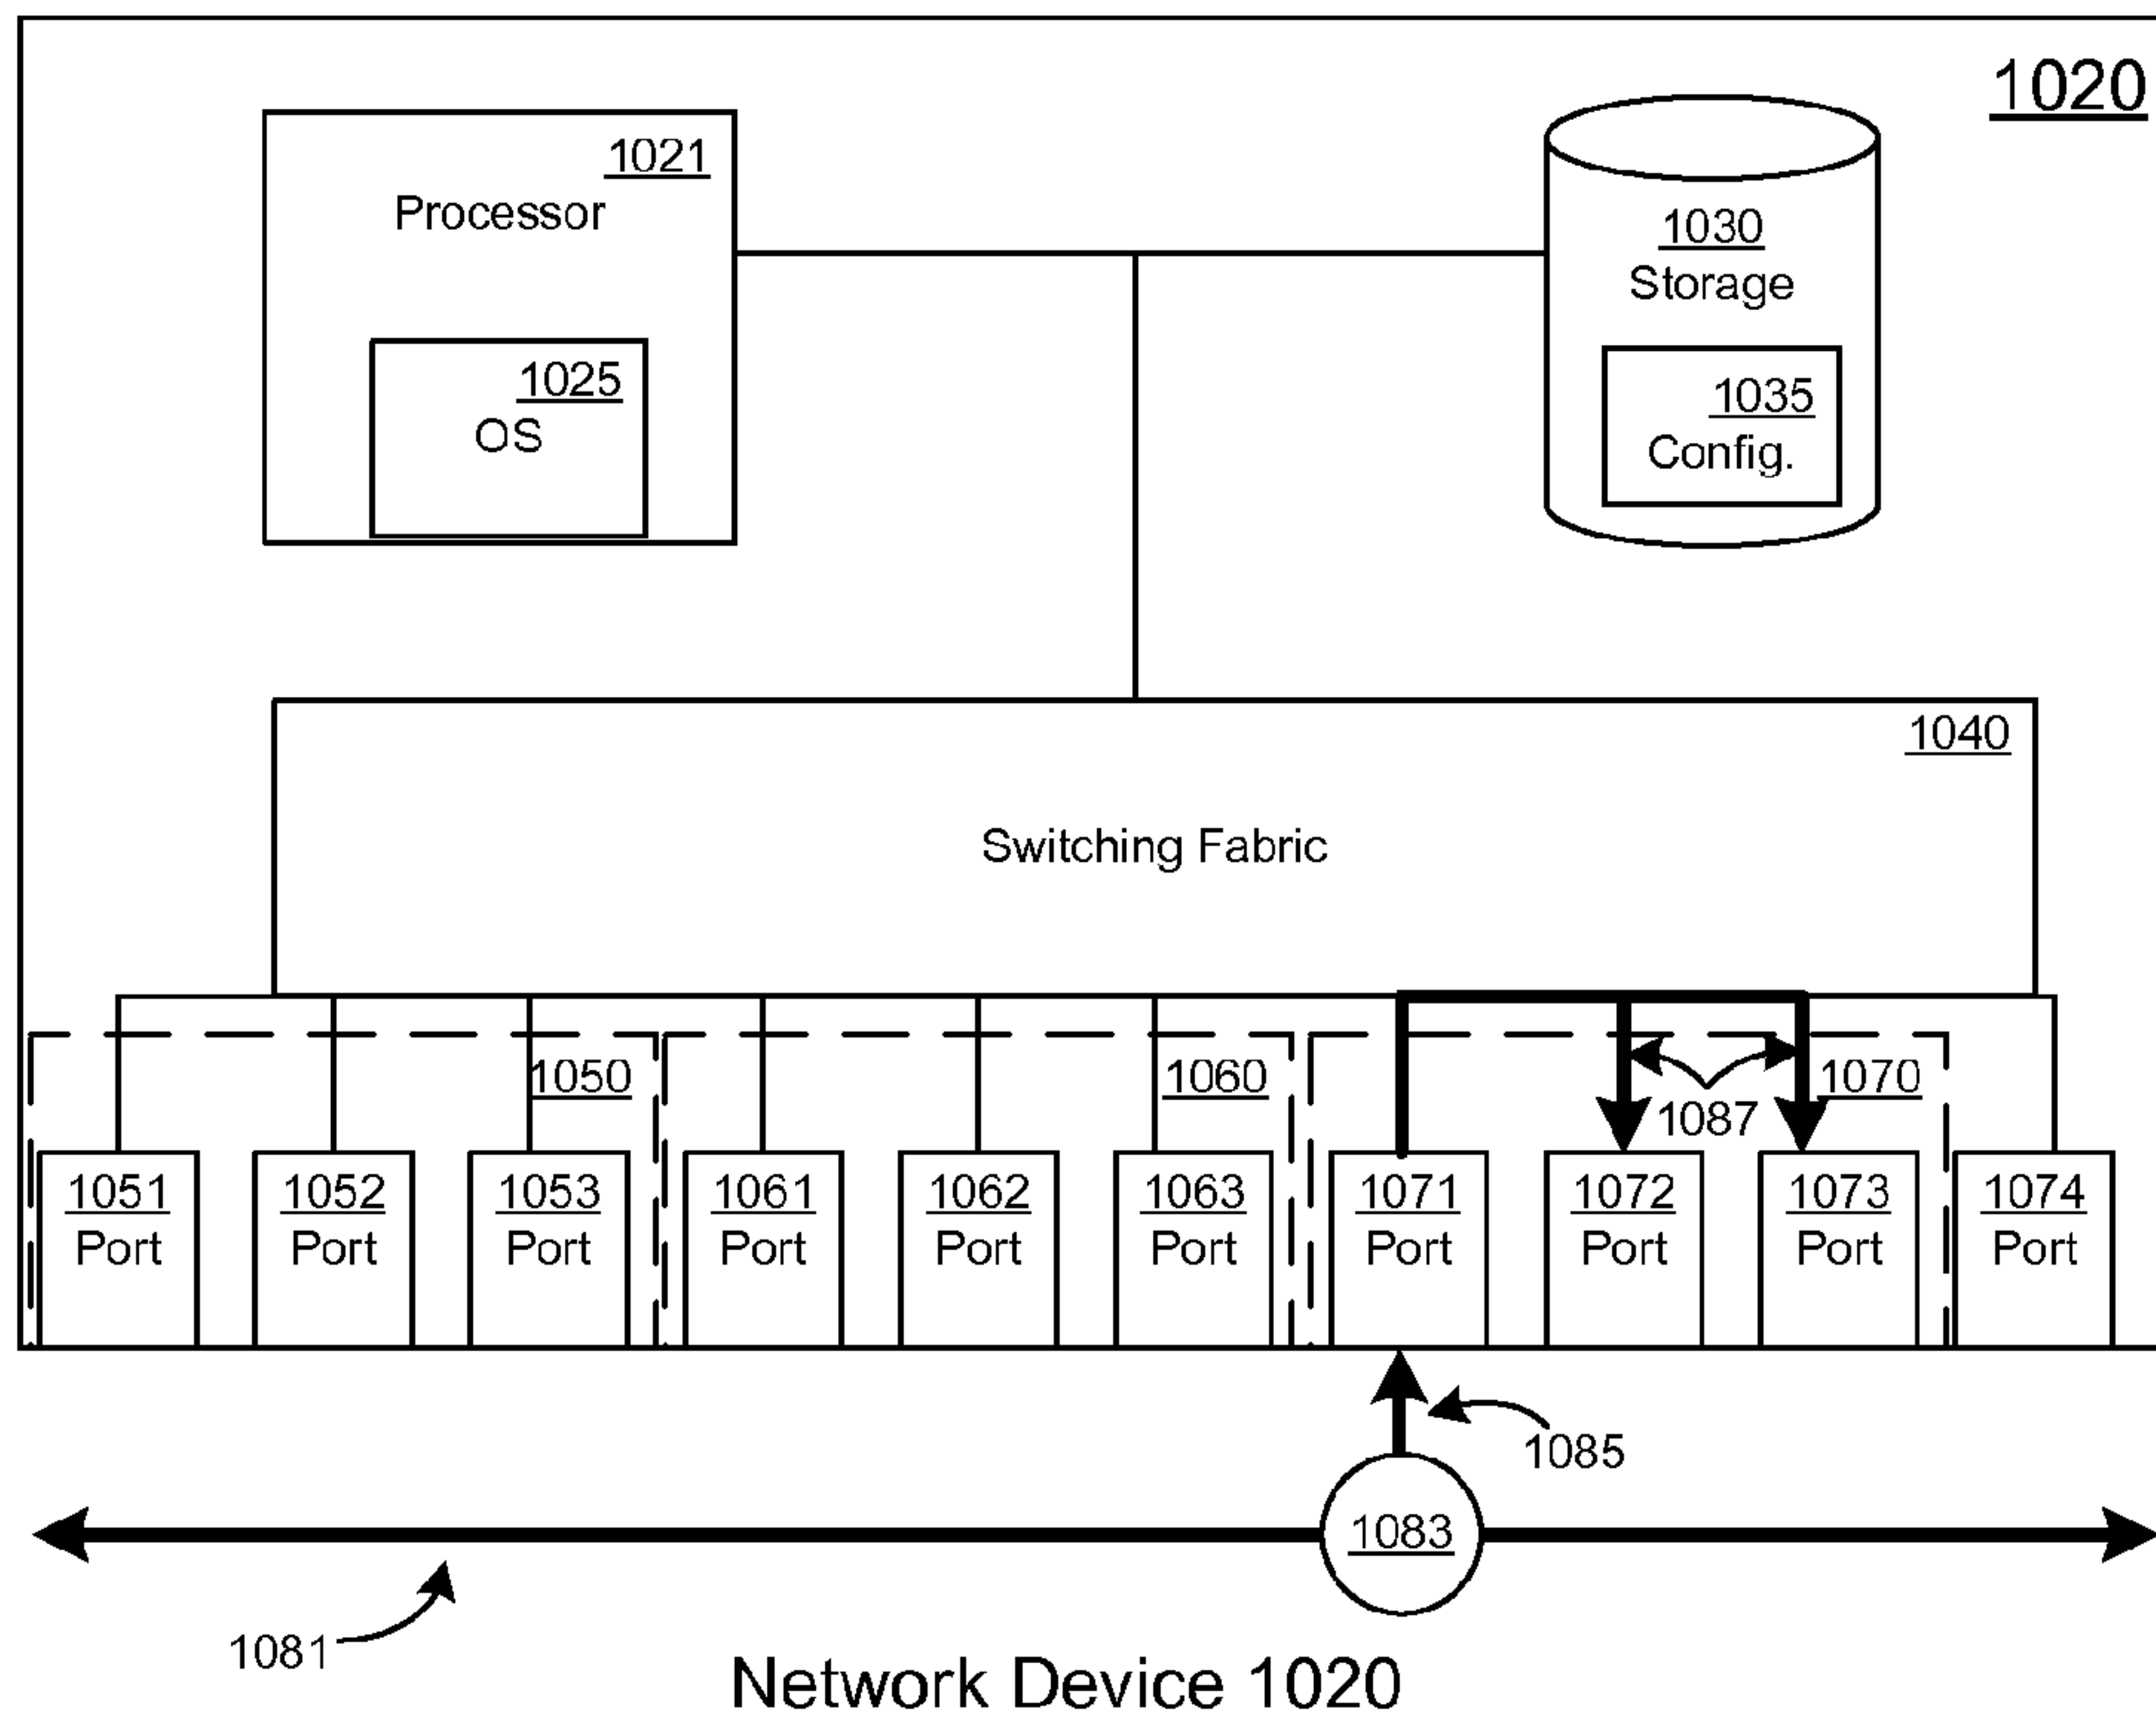 1020
1021
Processor
1030
Storage
1025
OS
1035
Config.
1040
Switching Fabric
1050
1060
1070
1087
1051
Port
1052
Port
1053
Port
1061
Port
1062
Port
1063
Port
1071
Port
1072
Port
1073
Port
1074
Port
1085
1083
1081
Network Device 1020